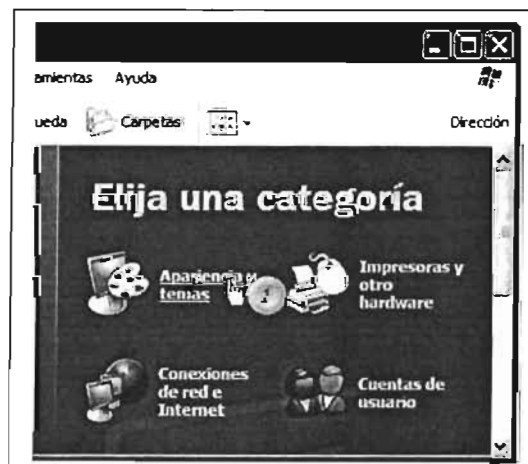 amientas Ayuda
ueda Carpetas Dirección
Elija una categoría
Apariencia y
temas
1
Impresoras y
otro
hardware
Conexiones
de red e
Internet
Cuentas de
usuario